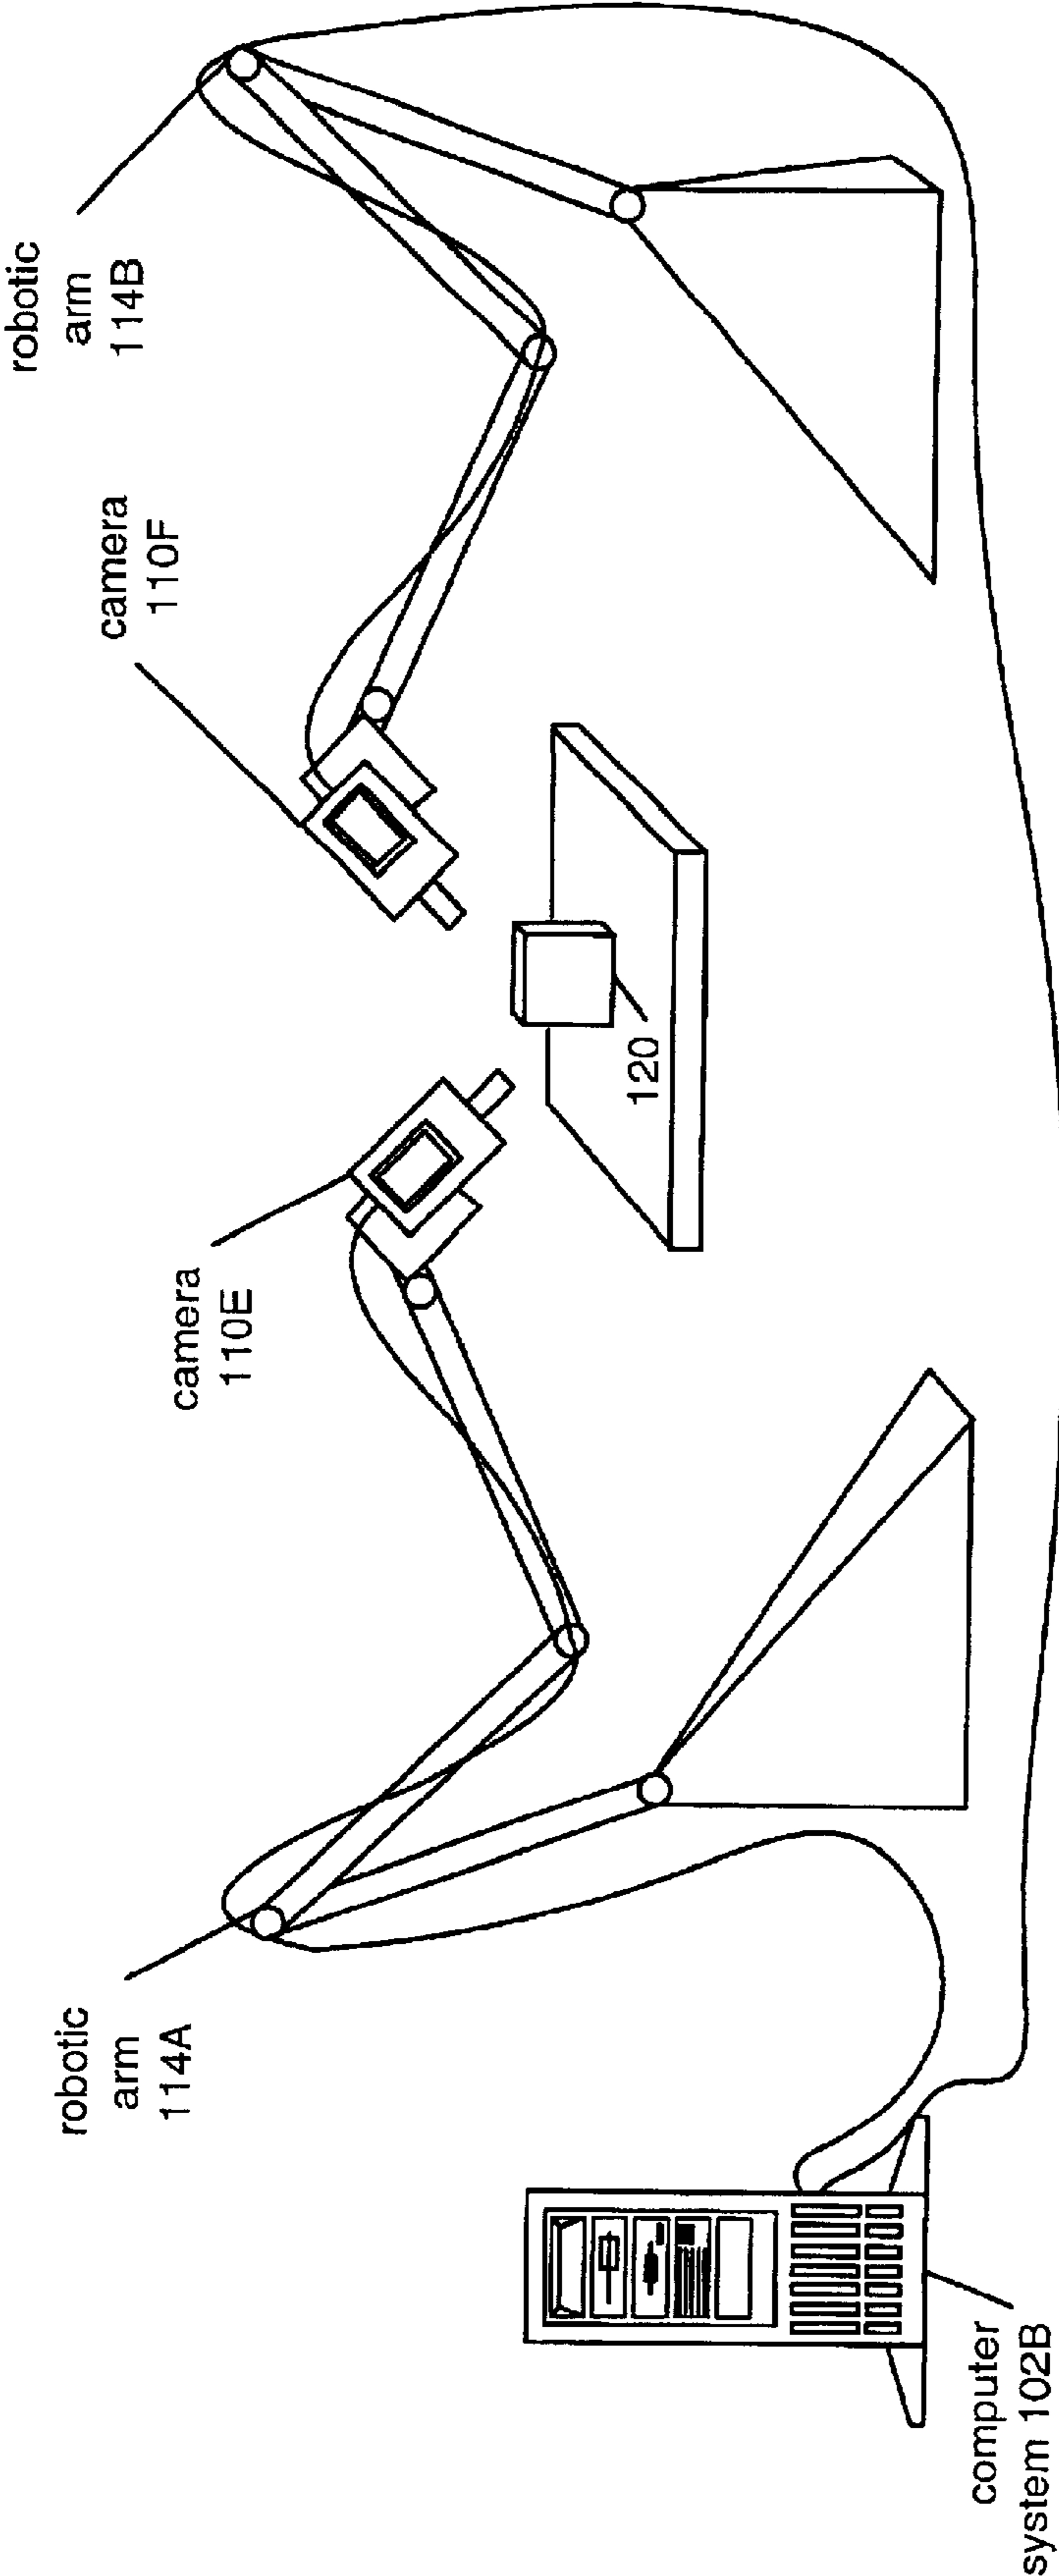 robotic
arm
114A
camera
110E
camera
110F
robotic
arm
114B
120
computer
system 102B